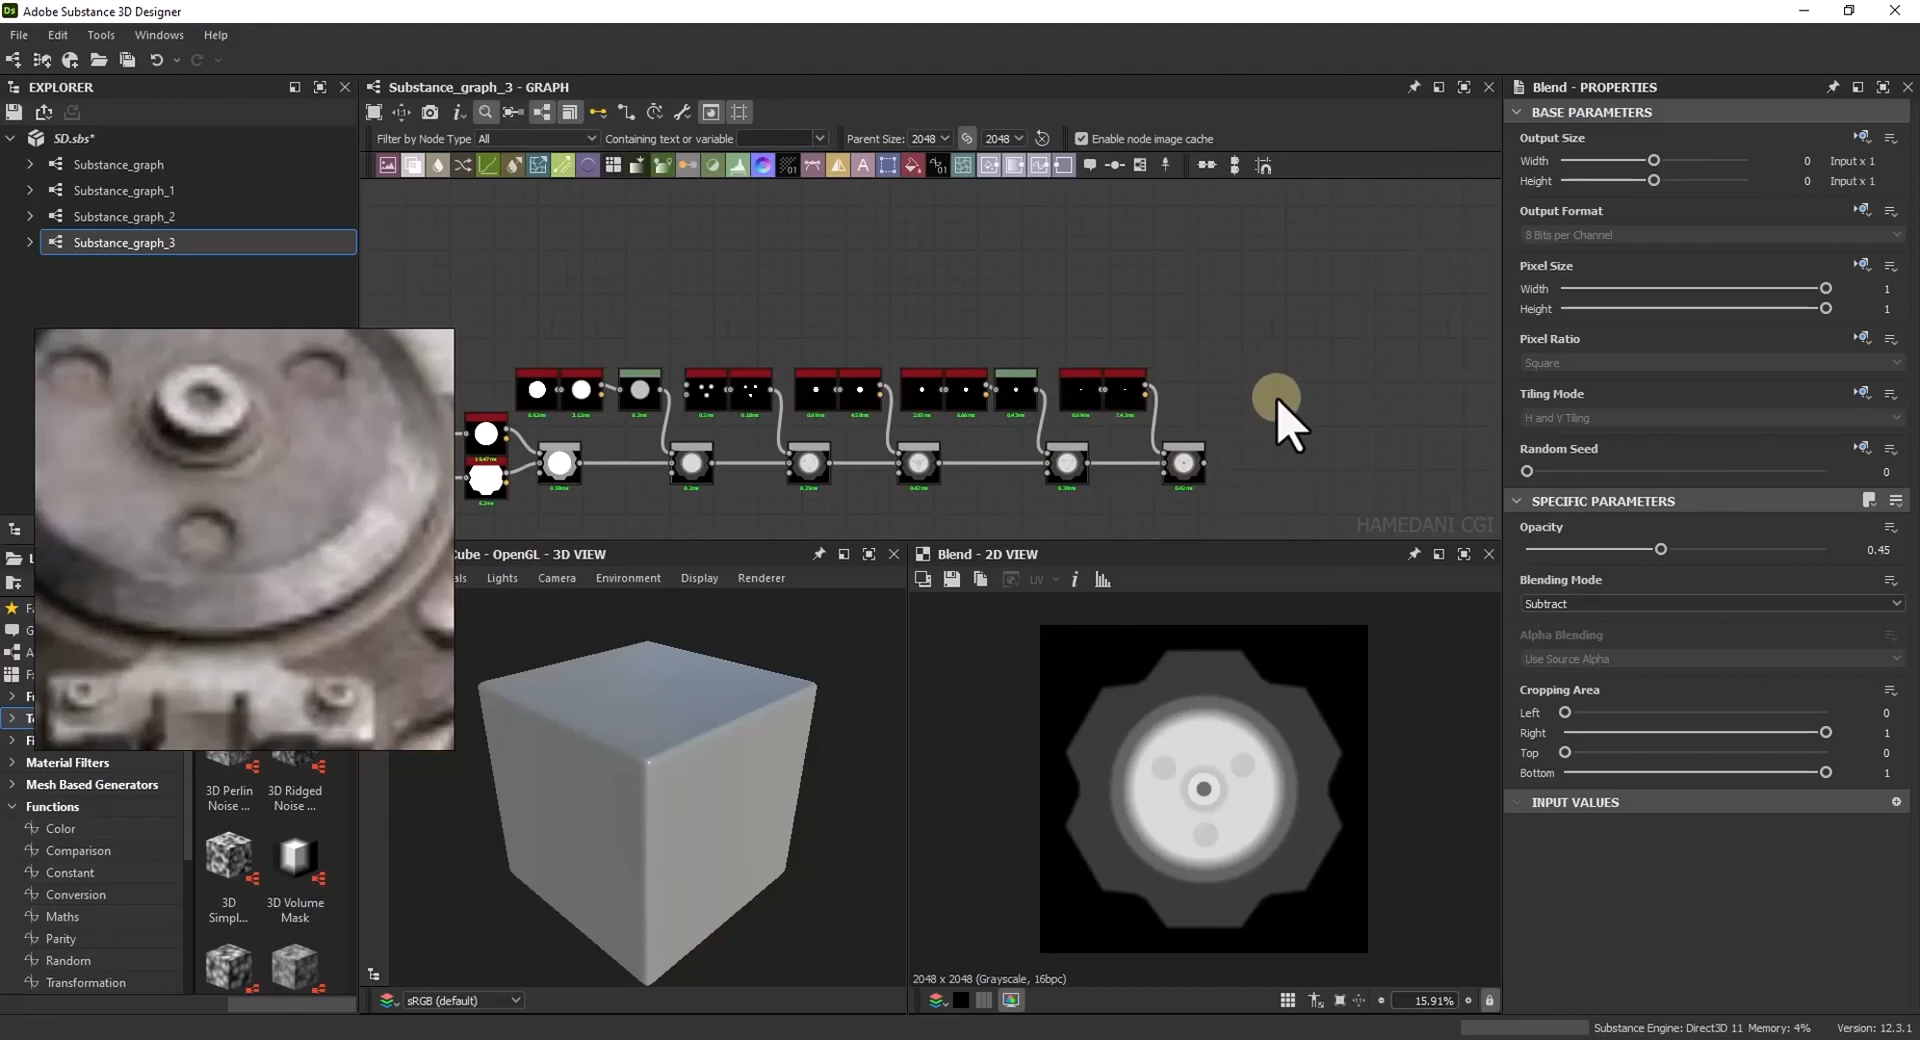 Ds Adobe Substance 3D Designer
File Edit Tools Windows Help
EXPLORER
SD.sbs*
Substance_graph
Substance_graph_1
Substance_graph_2
Substance_graph_3
Substance_graph_3 - GRAPH
Filter by Node Type All Containing text or variable Parent Size: 2048 2048 Enable node image cache
HAMEDANI CGI
Cube - OpenGL - 3D VIEW
als Lights Camera Environment Display Renderer
sRGB (default)
Blend - 2D VIEW
UV
2048 x 2048 (Grayscale, 16bpc)
15.91%
Material Filters
Mesh Based Generators
Functions
Color
Comparison
Constant
Conversion
Maths
Parity
Random
Transformation
3D Perlin Noise ...
3D Ridged Noise ...
3D Simpl...
3D Volume Mask
Blend - PROPERTIES
BASE PARAMETERS
Output Size
Width 0 Input x 1
Height 0 Input x 1
Output Format
8 Bits per Channel
Pixel Size
Width 1
Height 1
Pixel Ratio
Square
Tiling Mode
H and V Tiling
Random Seed
0
SPECIFIC PARAMETERS
Opacity
0.45
Blending Mode
Subtract
Alpha Blending
Use Source Alpha
Cropping Area
Left 0
Right 1
Top 0
Bottom 1
INPUT VALUES
Substance Engine: Direct3D 11 Memory: 4% Version: 12.3.1